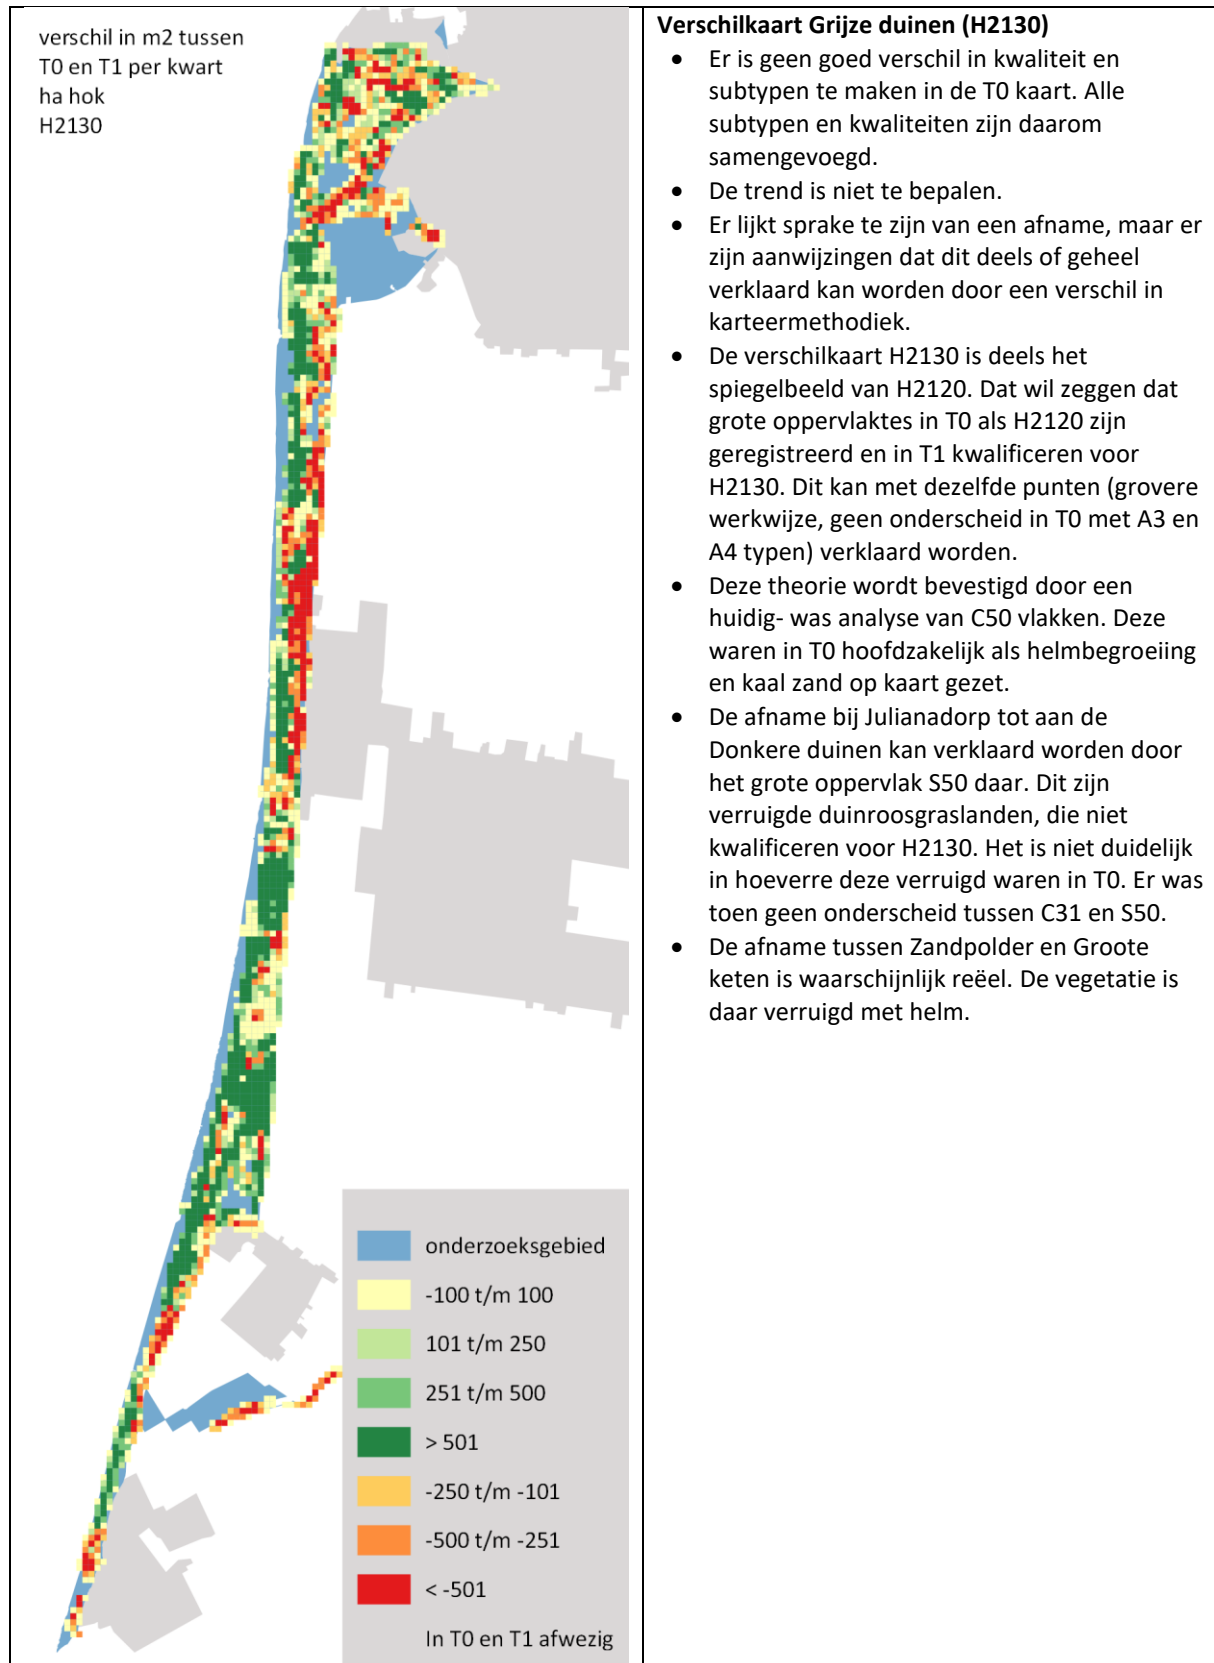 verschil in m2 tussen
T0 en T1 per kwart
ha hok
H2130
onderzoeksgebied
-100 t/m 100
101 t/m 250
251 t/m 500
> 501
-250 t/m -101
-500 t/m -251
< -501
In T0 en T1 afwezig
Verschilkaart Grijze duinen (H2130)
• Er is geen goed verschil in kwaliteit en
subtypen te maken in de T0 kaart. Alle
subtypen en kwaliteiten zijn daarom
samengevoegd.
• De trend is niet te bepalen.
• Er lijkt sprake te zijn van een afname, maar er
zijn aanwijzingen dat dit deels of geheel
verklaard kan worden door een verschil in
karteermethodiek.
• De verschilkaart H2130 is deels het
spiegelbeeld van H2120. Dat wil zeggen dat
grote oppervlaktes in T0 als H2120 zijn
geregistreerd en in T1 kwalificeren voor
H2130. Dit kan met dezelfde punten (grovere
werkwijze, geen onderscheid in T0 met A3 en
A4 typen) verklaard worden.
• Deze theorie wordt bevestigd door een
huidig- was analyse van C50 vlakken. Deze
waren in T0 hoofdzakelijk als helmbegroeiing
en kaal zand op kaart gezet.
• De afname bij Julianadorp tot aan de
Donkere duinen kan verklaard worden door
het grote oppervlak S50 daar. Dit zijn
verruigde duinroosgraslanden, die niet
kwalificeren voor H2130. Het is niet duidelijk
in hoeverre deze verruigd waren in T0. Er was
toen geen onderscheid tussen C31 en S50.
• De afname tussen Zandpolder en Groote
keten is waarschijnlijk reëel. De vegetatie is
daar verruigd met helm.